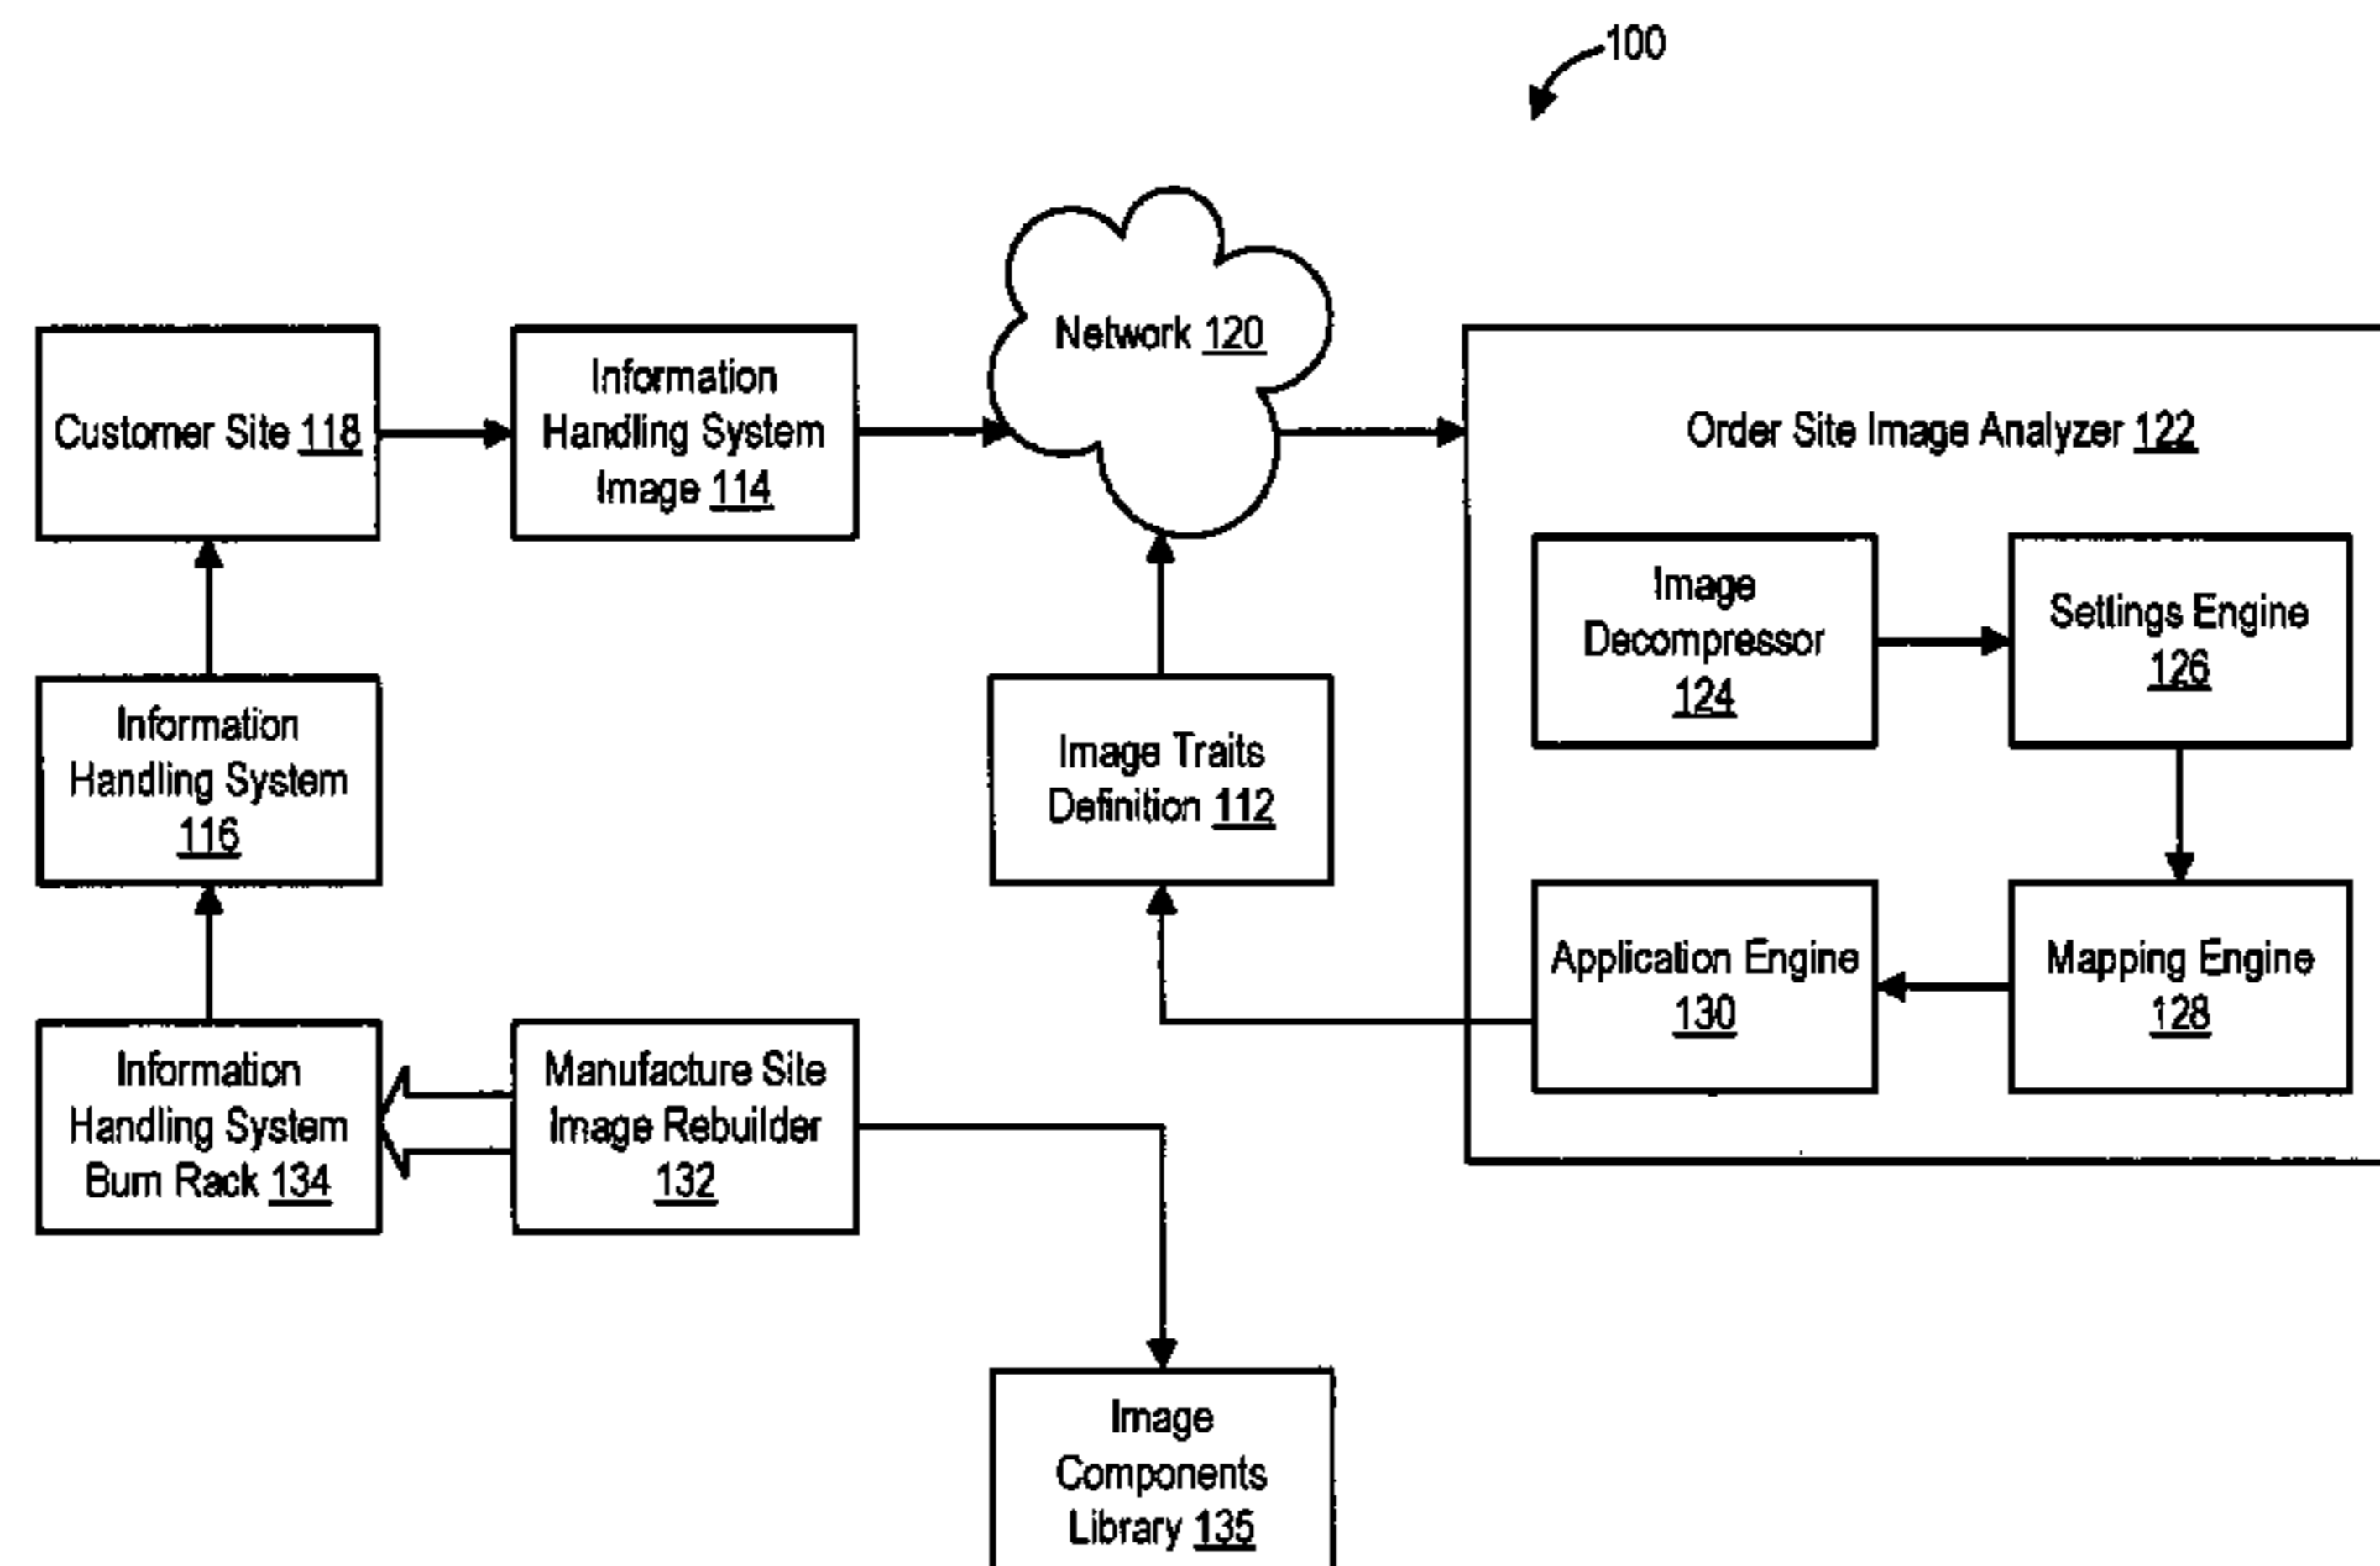 100
Network 120
Customer Site 118
Information
Handling System
Image 114
Order Site Image Analyzer 122
Image
Decompressor
124
Settings Engine
126
Information
Handling System
116
Image Traits
Definition 112
Application Engine
130
Mapping Engine
128
Information
Handling System
Burn Rack 134
Manufacture Site
Image Rebuilder
132
Image
Components
Library 135